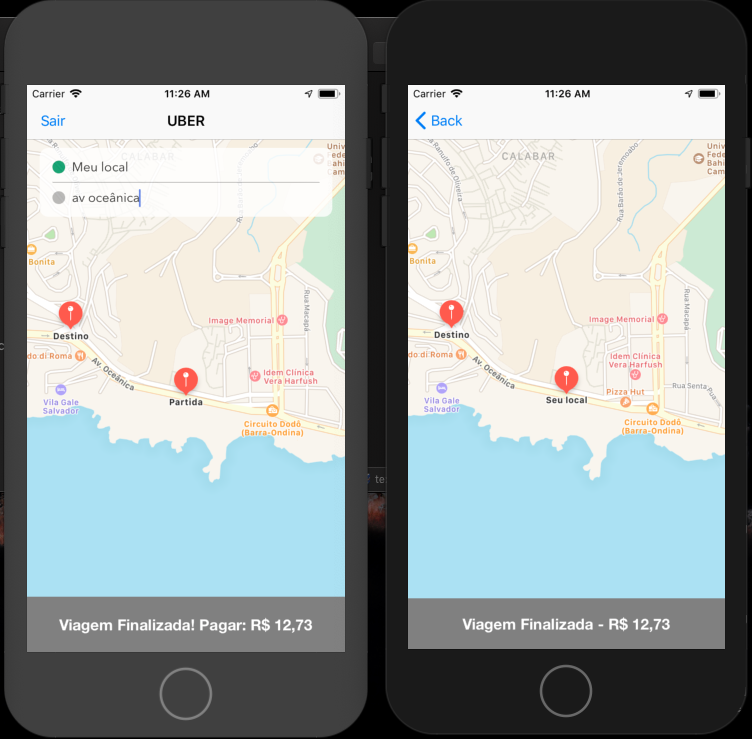 Carrier 11:26 AM
Sair UBER
CALABAR
Meu local
av oceânica
Bonita
Rua Macapá
Image Memorial
Destino
do di Roma
Av. Oceânica
Idem Clínica
Vera Harfush
Partida
Vila Gale
Salvador
Circuito Dodô
(Barra-Ondina)
Viagem Finalizada! Pagar: R$ 12,73
Carrier 11:26 AM
Back
CALABAR
Univ
Fede
Bahi
Cam
Rua Barão de Jeremoabo
Bonita
Rua Macapá
Image Memorial
Destino
do di Roma
Av. Oceânica
Idem Clínica
Vera Harfush
Seu local
Pizza Hut
Rua Senta Pua
Vila Gale
Salvador
Circuito Dodô
(Barra-Ondina)
Viagem Finalizada - R$ 12,73